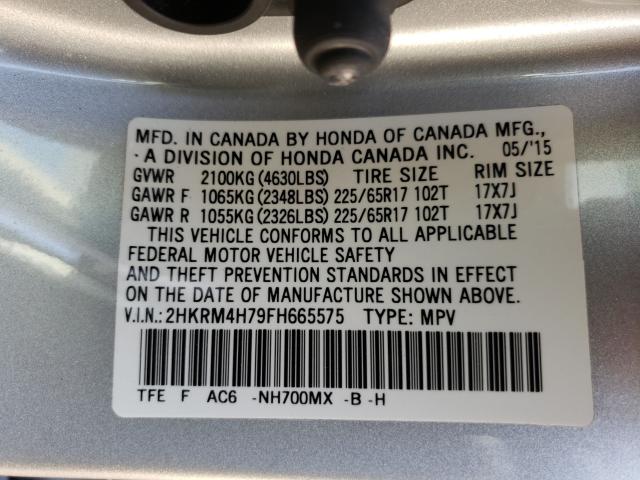 MFD. IN CANADA BY HONDA OF CANADA MFG.,
A DIVISION OF HONDA CANADA INC. 05/'15
GVWR 2100KG (4630LBS) TIRE SIZE RIM SIZE
GAWR F 1065KG (2348LBS) 225/65R17 102T 17X7J
GAWR R 1055KG (2326LBS) 225/65R17 102T 17X7J
THIS VEHICLE CONFORMS TO ALL APPLICABLE
FEDERAL MOTOR VEHICLE SAFETY
AND THEFT PREVENTION STANDARDS IN EFFECT
ON THE DATE OF MANUFACTURE SHOWN ABOVE.
V.I.N.: 2HKRM4H79FH665575 TYPE: MPV
TFE F AC6 -NH700MX -B -H